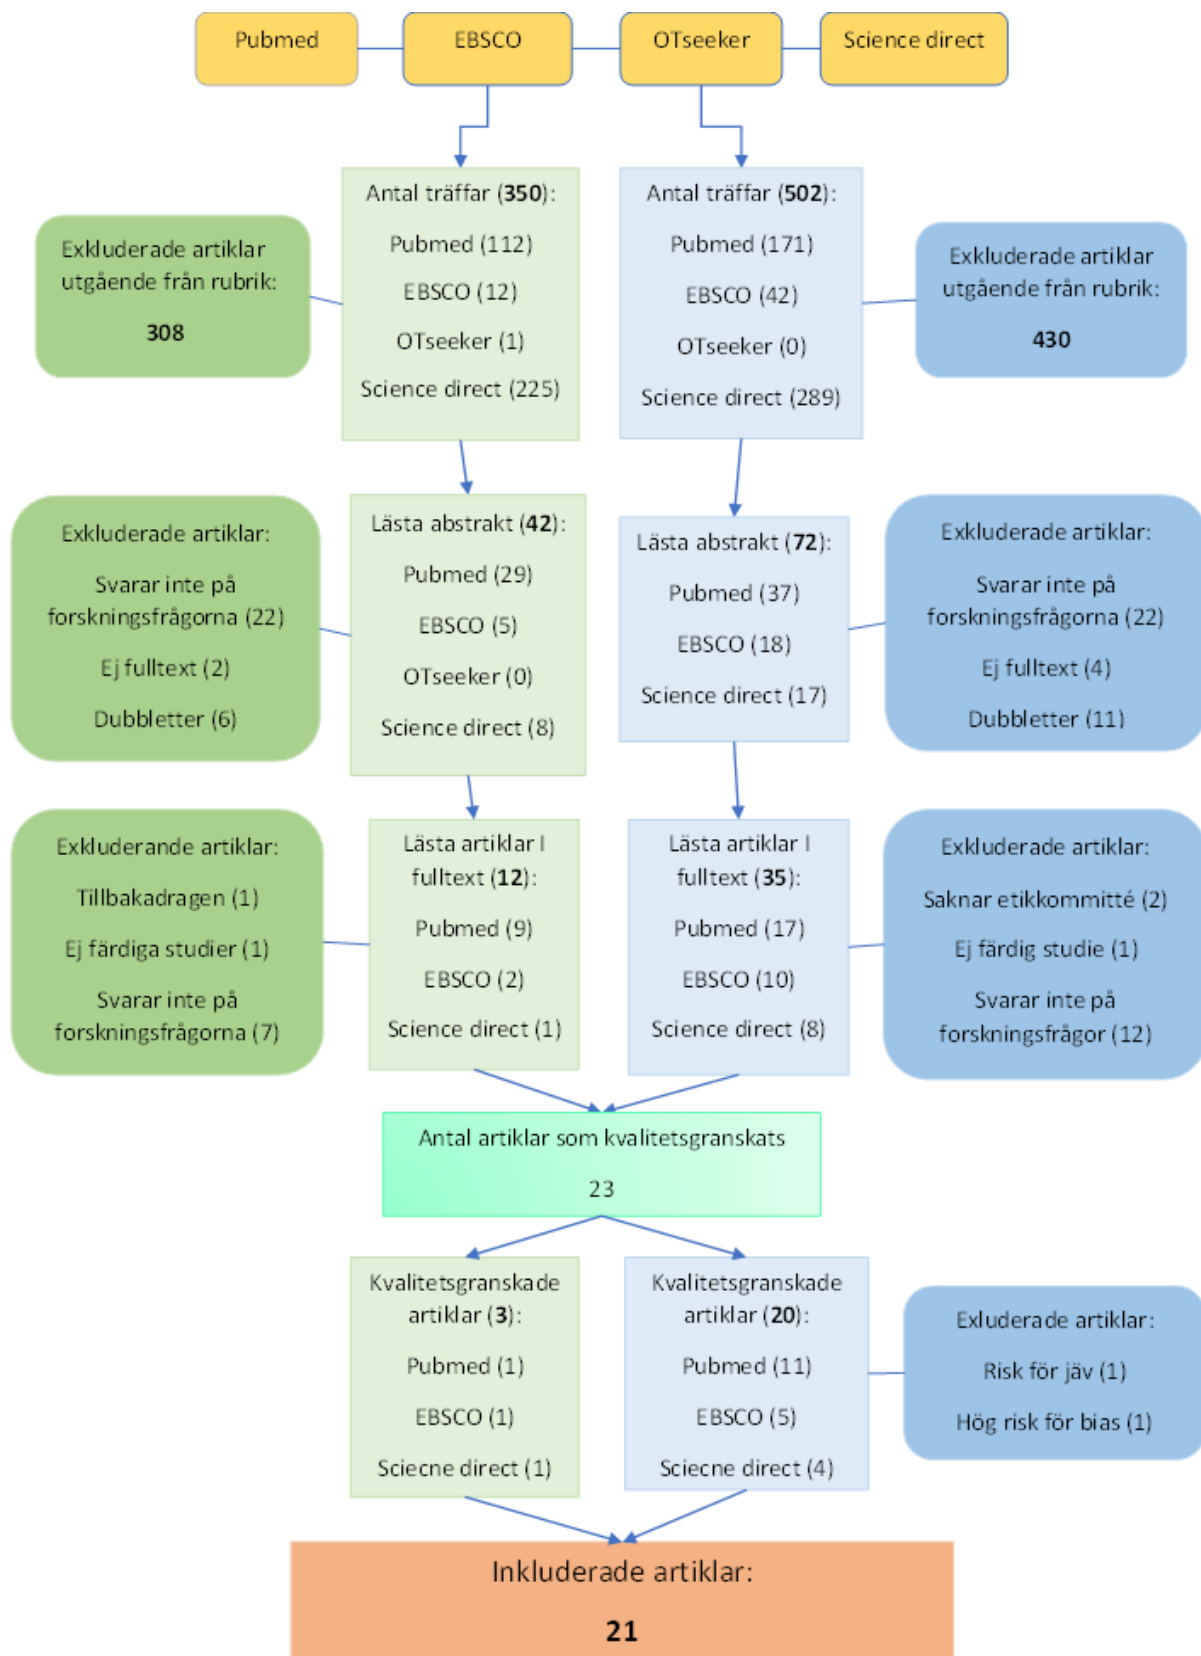 Pubmed
EBSCO
OTseeker
Science direct
Antal träffar (350):
Pubmed (112)
EBSCO (12)
OTseeker (1)
Science direct (225)
Antal träffar (502):
Pubmed (171)
EBSCO (42)
OTseeker (0)
Science direct (289)
Exkluderade artiklar
utgående från rubrik:
308
Exkluderade artiklar
utgående från rubrik:
430
Exkluderade artiklar:
Svarar inte på
forskningsfrågorna (22)
Ej fulltext (2)
Dubbletter (6)
Lästa abstrakt (42):
Pubmed (29)
EBSCO (5)
OTseeker (0)
Science direct (8)
Lästa abstrakt (72):
Pubmed (37)
EBSCO (18)
Science direct (17)
Exkluderade artiklar:
Svarar inte på
forskningsfrågorna (22)
Ej fulltext (4)
Dubbletter (11)
Exkluderande artiklar:
Tillbakadragen (1)
Ej färdiga studier (1)
Svarar inte på
forskningsfrågorna (7)
Lästa artiklar I
fulltext (12):
Pubmed (9)
EBSCO (2)
Science direct (1)
Lästa artiklar I
fulltext (35):
Pubmed (17)
EBSCO (10)
Science direct (8)
Exkluderade artiklar:
Saknar etikkommitté (2)
Ej färdig studie (1)
Svarar inte på
forskningsfrågor (12)
Antal artiklar som kvalitetsgranskats
23
Kvalitetsgranskade
artiklar (3):
Pubmed (1)
EBSCO (1)
Sciecne direct (1)
Kvalitetsgranskade
artiklar (20):
Pubmed (11)
EBSCO (5)
Sciecne direct (4)
Exluderade artiklar:
Risk för jäv (1)
Hög risk för bias (1)
Inkluderade artiklar:
21